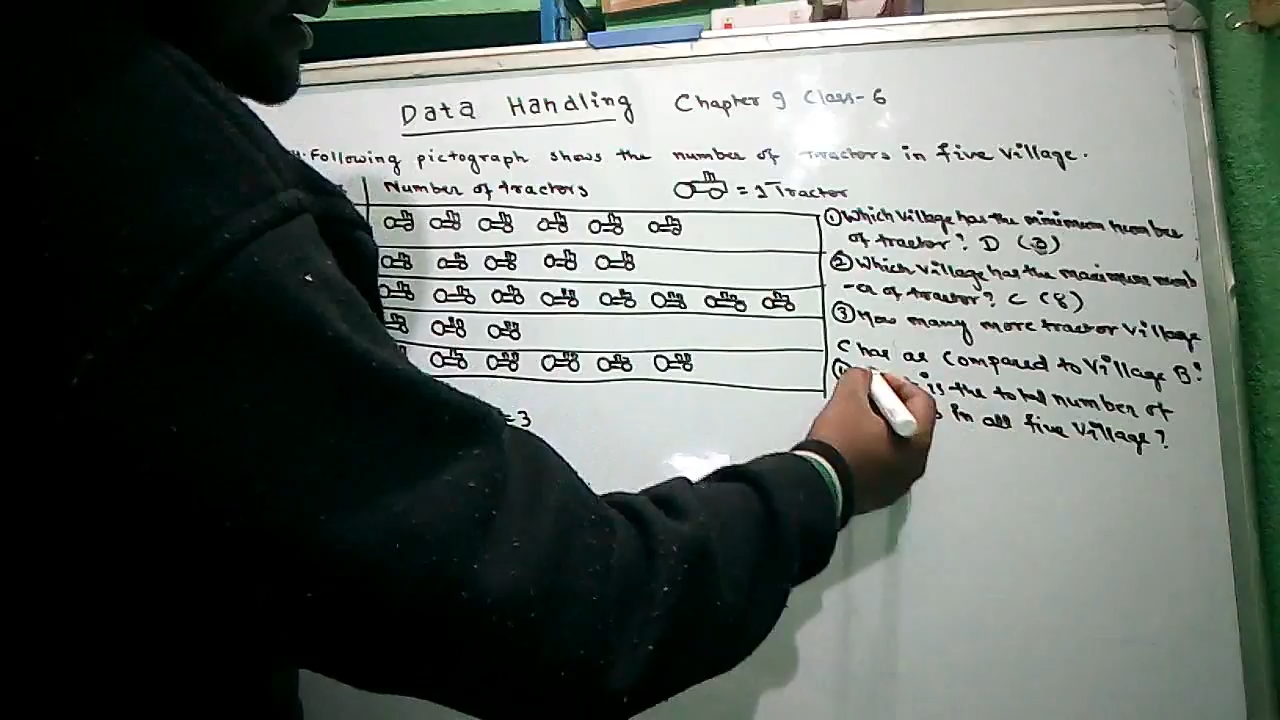 Data Handling Chapter 9 Class-6
Following pictograph shows the number of Tractors in five Village.
Number of tractors = 1 Tractor
① Which Village has the minimum number
of tractor? D (3)
② Which Village has the maximum numb
-er of tractor? C (8)
③ How many more tractor Village
C has as compared to Village B?
is the total number of
in all five Village?
=3